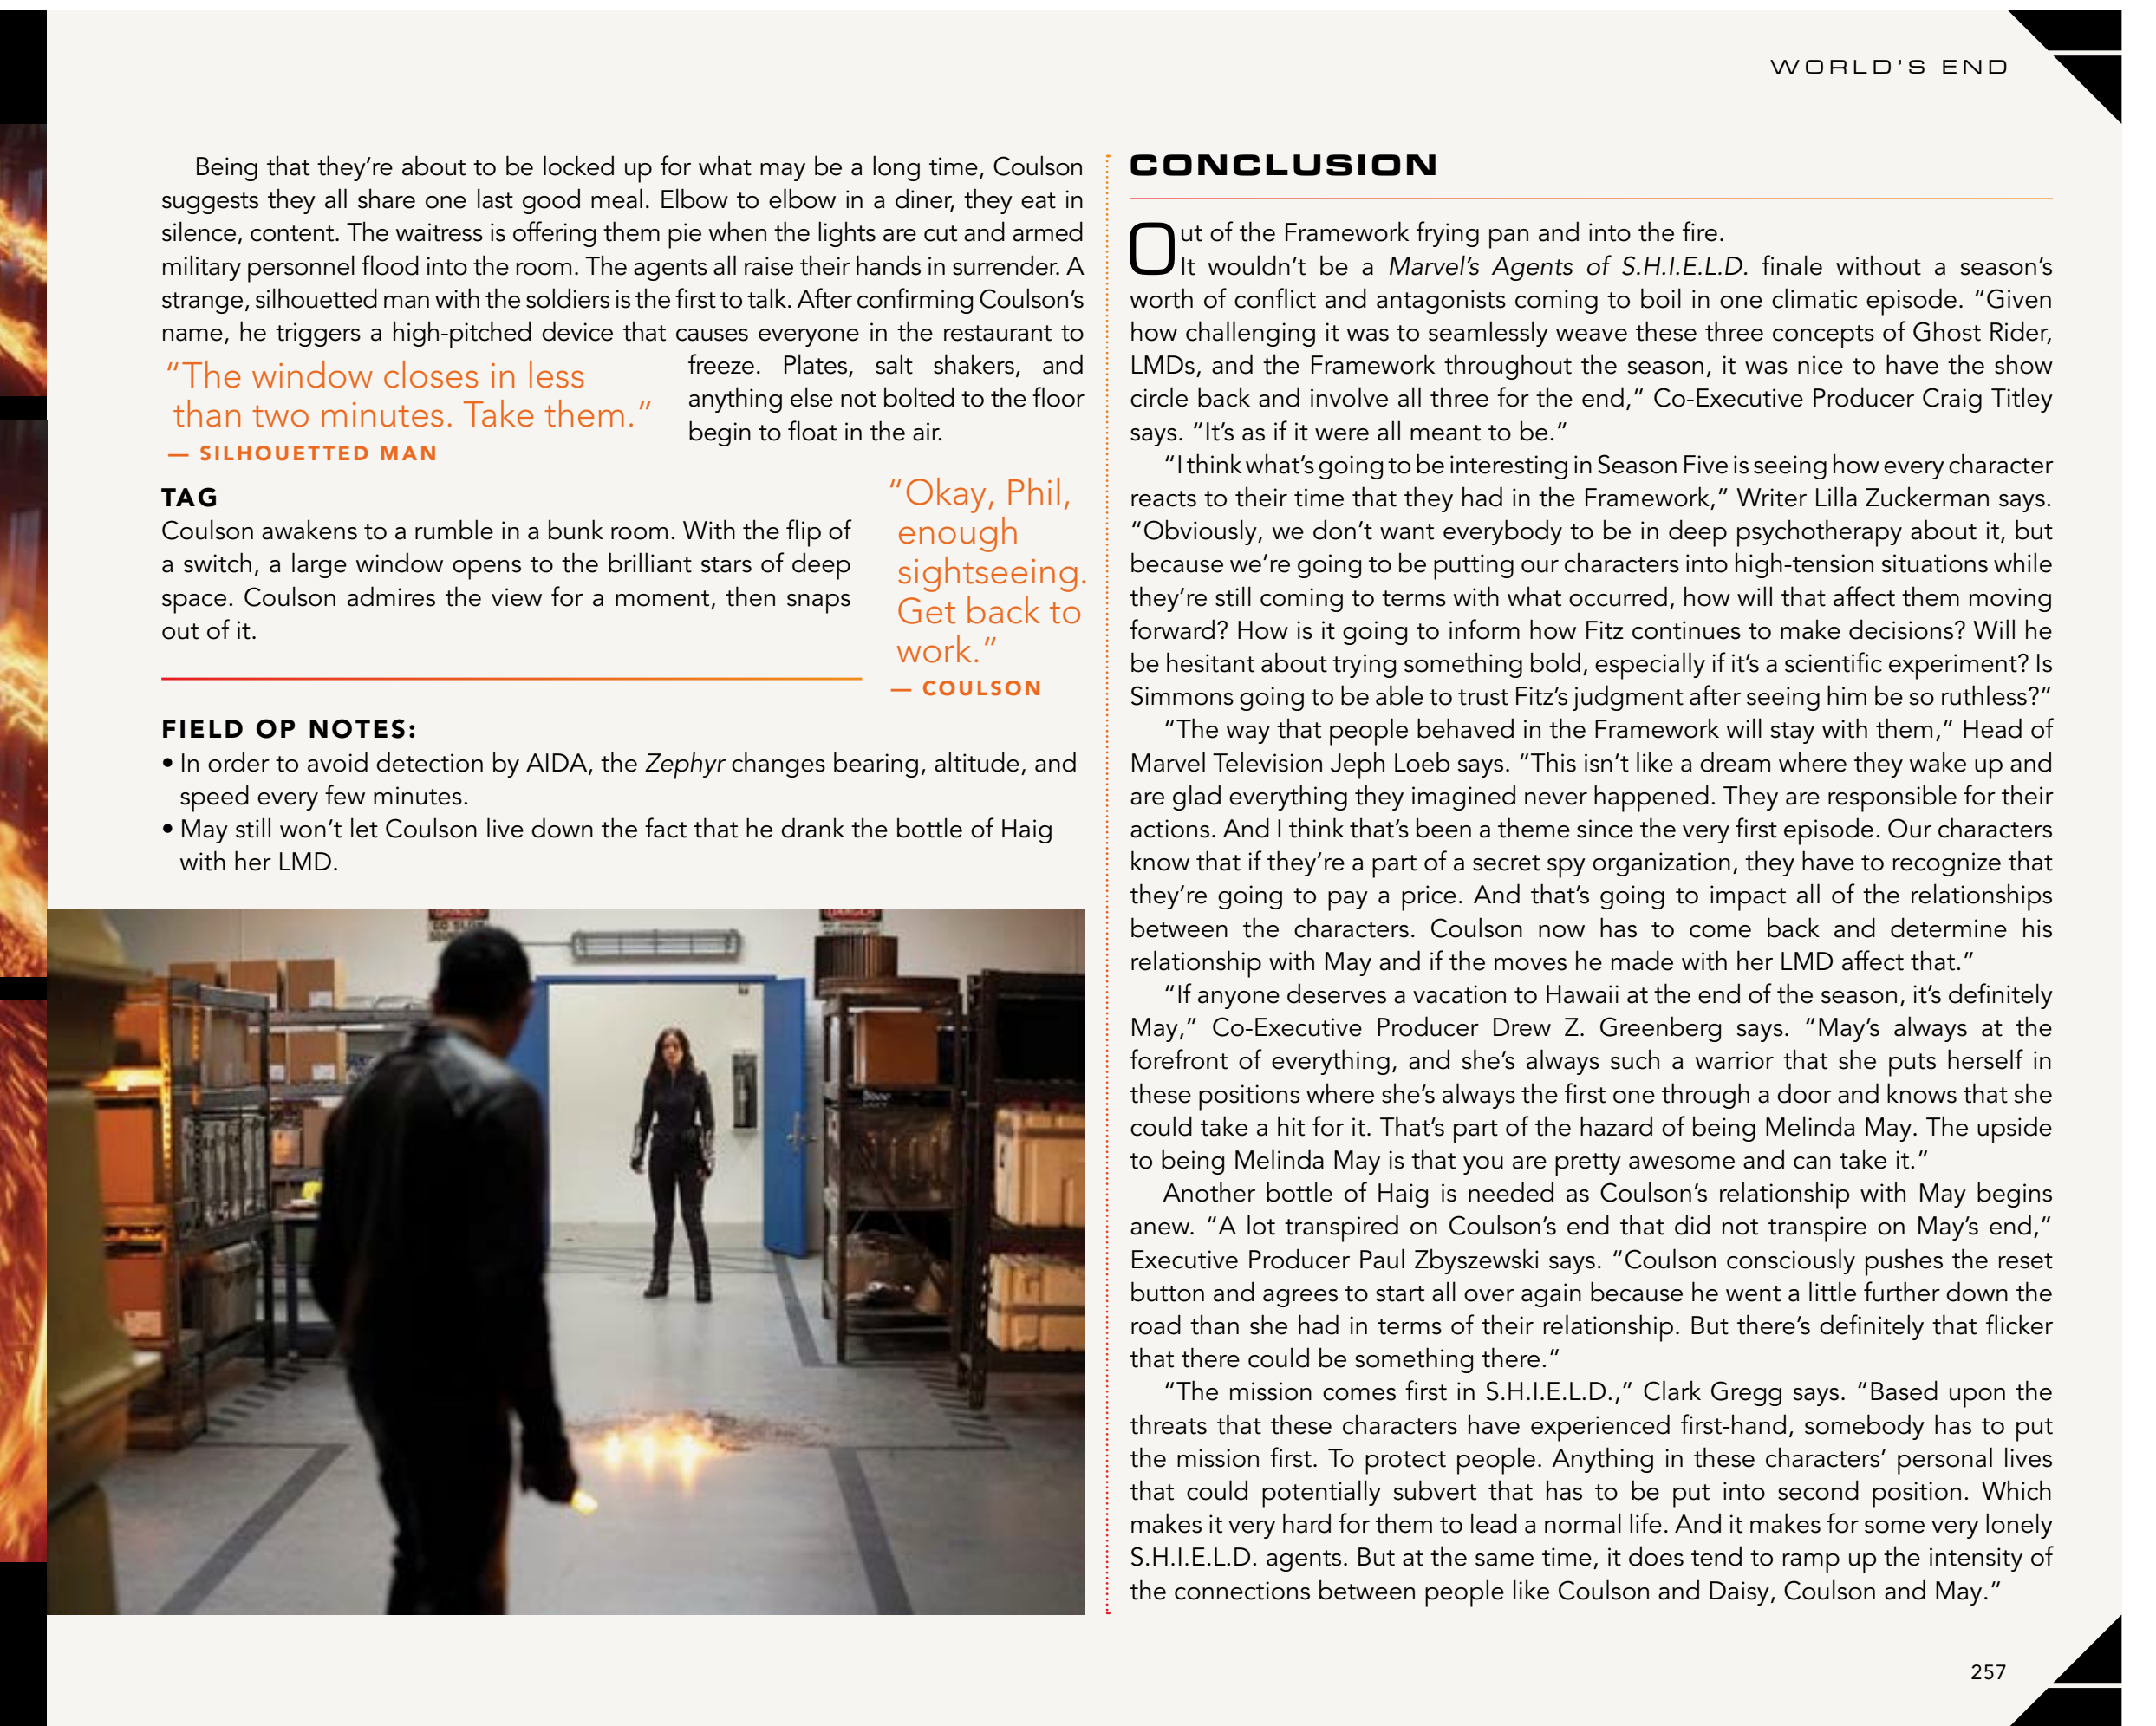 WORLD'S END
Being that they're about to be locked up for what may be a long time, Coulson
suggests they all share one last good meal. Elbow to elbow in a diner, they eat in
silence, content. The waitress is offering them pie when the lights are cut and armed
military personnel flood into the room. The agents all raise their hands in surrender. A
strange, silhouetted man with the soldiers is the first to talk. After confirming Coulson's
name, he triggers a high-pitched device that causes everyone in the restaurant to
freeze. Plates, salt shakers, and
anything else not bolted to the floor
begin to float in the air.
“The window closes in less
than two minutes. Take them.”
— SILHOUETTED MAN
TAG
Coulson awakens to a rumble in a bunk room. With the flip of
a switch, a large window opens to the brilliant stars of deep
space. Coulson admires the view for a moment, then snaps
out of it.
“Okay, Phil,
enough
sightseeing.
Get back to
work.”
— COULSON
FIELD OP NOTES:
• In order to avoid detection by AIDA, the Zephyr changes bearing, altitude, and
speed every few minutes.
• May still won't let Coulson live down the fact that he drank the bottle of Haig
with her LMD.
DANGER
GO SLOW
DANGER
CONCLUSION
Out of the Framework frying pan and into the fire.
It wouldn't be a Marvel's Agents of S.H.I.E.L.D. finale without a season's
worth of conflict and antagonists coming to boil in one climatic episode. “Given
how challenging it was to seamlessly weave these three concepts of Ghost Rider,
LMDs, and the Framework throughout the season, it was nice to have the show
circle back and involve all three for the end,” Co-Executive Producer Craig Titley
says. “It's as if it were all meant to be.”
“I think what's going to be interesting in Season Five is seeing how every character
reacts to their time that they had in the Framework,” Writer Lilla Zuckerman says.
“Obviously, we don't want everybody to be in deep psychotherapy about it, but
because we're going to be putting our characters into high-tension situations while
they're still coming to terms with what occurred, how will that affect them moving
forward? How is it going to inform how Fitz continues to make decisions? Will he
be hesitant about trying something bold, especially if it's a scientific experiment? Is
Simmons going to be able to trust Fitz's judgment after seeing him be so ruthless?”
“The way that people behaved in the Framework will stay with them,” Head of
Marvel Television Jeph Loeb says. “This isn't like a dream where they wake up and
are glad everything they imagined never happened. They are responsible for their
actions. And I think that's been a theme since the very first episode. Our characters
know that if they're a part of a secret spy organization, they have to recognize that
they're going to pay a price. And that's going to impact all of the relationships
between the characters. Coulson now has to come back and determine his
relationship with May and if the moves he made with her LMD affect that.”
“If anyone deserves a vacation to Hawaii at the end of the season, it's definitely
May,” Co-Executive Producer Drew Z. Greenberg says. “May's always at the
forefront of everything, and she's always such a warrior that she puts herself in
these positions where she's always the first one through a door and knows that she
could take a hit for it. That's part of the hazard of being Melinda May. The upside
to being Melinda May is that you are pretty awesome and can take it.”
Another bottle of Haig is needed as Coulson's relationship with May begins
anew. “A lot transpired on Coulson's end that did not transpire on May's end,”
Executive Producer Paul Zbyszewski says. “Coulson consciously pushes the reset
button and agrees to start all over again because he went a little further down the
road than she had in terms of their relationship. But there's definitely that flicker
that there could be something there.”
“The mission comes first in S.H.I.E.L.D.,” Clark Gregg says. “Based upon the
threats that these characters have experienced first-hand, somebody has to put
the mission first. To protect people. Anything in these characters' personal lives
that could potentially subvert that has to be put into second position. Which
makes it very hard for them to lead a normal life. And it makes for some very lonely
S.H.I.E.L.D. agents. But at the same time, it does tend to ramp up the intensity of
the connections between people like Coulson and Daisy, Coulson and May.”
257